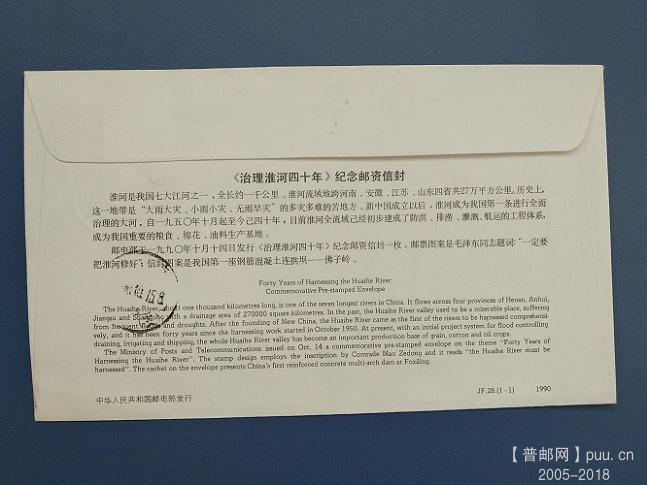 《治理淮河四十年》纪念邮资信封
淮河是我国七大江河之一，全长约一千公里。淮河流域地跨河南、安徽、江苏、山东四省共27万平方公里。历史上，
这一地带是“大雨大灾、小雨小灾、无雨旱灾”的多灾多难的苦地方。新中国成立以后，淮河成为我国第一条进行全面
治理的大河，自一九五〇年十月起至今已四十年，目前淮河全流域已经初步建成了防洪、排涝、灌溉、航运的工程体系，
成为我国重要的粮食、棉花、油料生产基地。
邮电部于一九九〇年十月十四日发行《治理淮河四十年》纪念邮资信封一枚。邮票图案是毛泽东同志题词：“一定要
把淮河修好”；信封图案是我国第一座钢筋混凝土连拱坝——佛子岭。
Forty Years of Harnessing the Huaihe River
Commemorative Pre-stamped Envelope
The Huaihe River, about one thousand kilometres long, is one of the seven longest rivers in China. It flows across four provinces of Henan, Anhui,
Jiangsu and Shandong with a drainage area of 270000 square kilometres. In the past, the Huaihe River valley used to be a miserable place, suffering
from frequent floods and droughts. After the founding of New China, the Huaihe River came as the first of the rivers to be harnessed comprehensi-
vely, and it has been forty years since the harnessing work started in October 1950. At present, with an initial project system for flood controlling
draining, irrigating and shipping, the whole Huaihe River valley has become an important production base of grain, cotton and oil crops.
The Ministry of Posts and Telecommunications issued on Oct. 14 a commemorative pre-stamped envelope on the theme "Forty Years of
Harnessing the Huaihe River". The stamp design employs the inscription by Comrade Mao Zedong and it reads "the Huaihe River must be
harnessed". The cachet on the envelope presents China's first reinforced concrete multi-arch dam at Foziling.
中华人民共和国邮电部发行
JF.28.(1-1) 1990
【普邮网】puu.cn
2005-2018